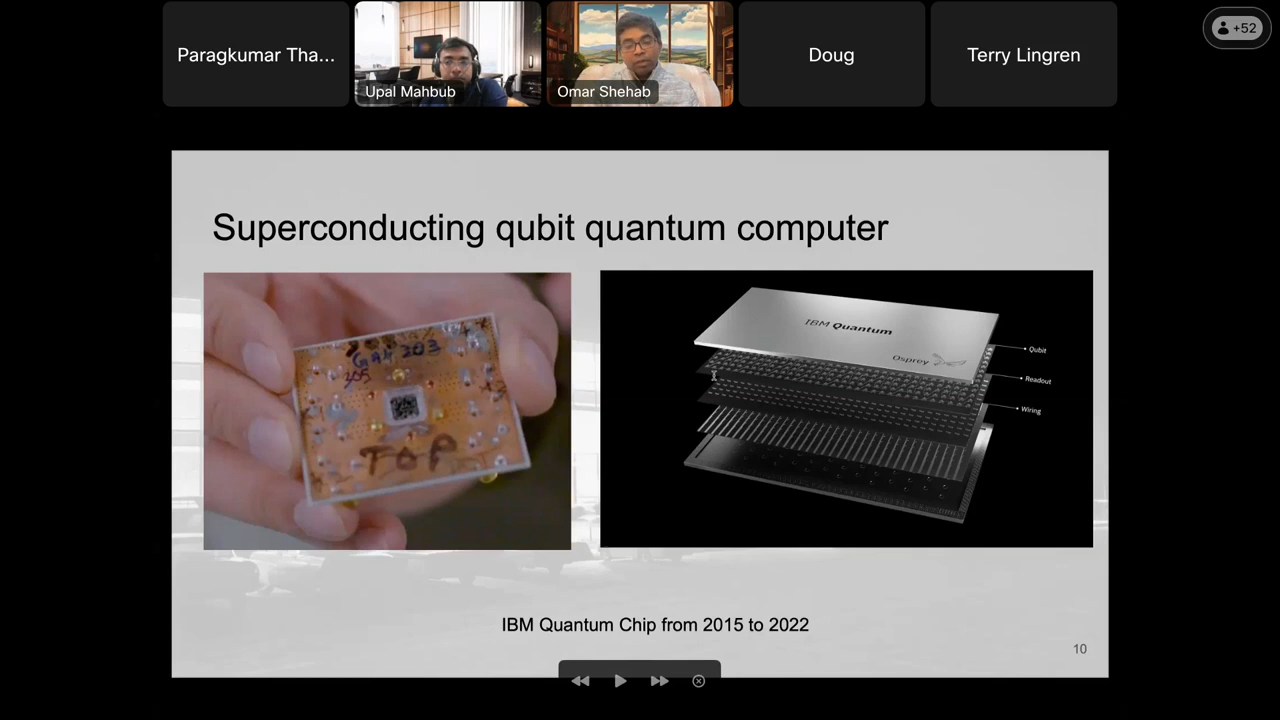 Paragkumar Tha...
Upal Mahbub
Omar Shehab
Doug
Terry Lingren
+52
Superconducting qubit quantum computer
TOP
IBM Quantum
Osprey
Qubit
Readout
Wiring
IBM Quantum Chip from 2015 to 2022
10